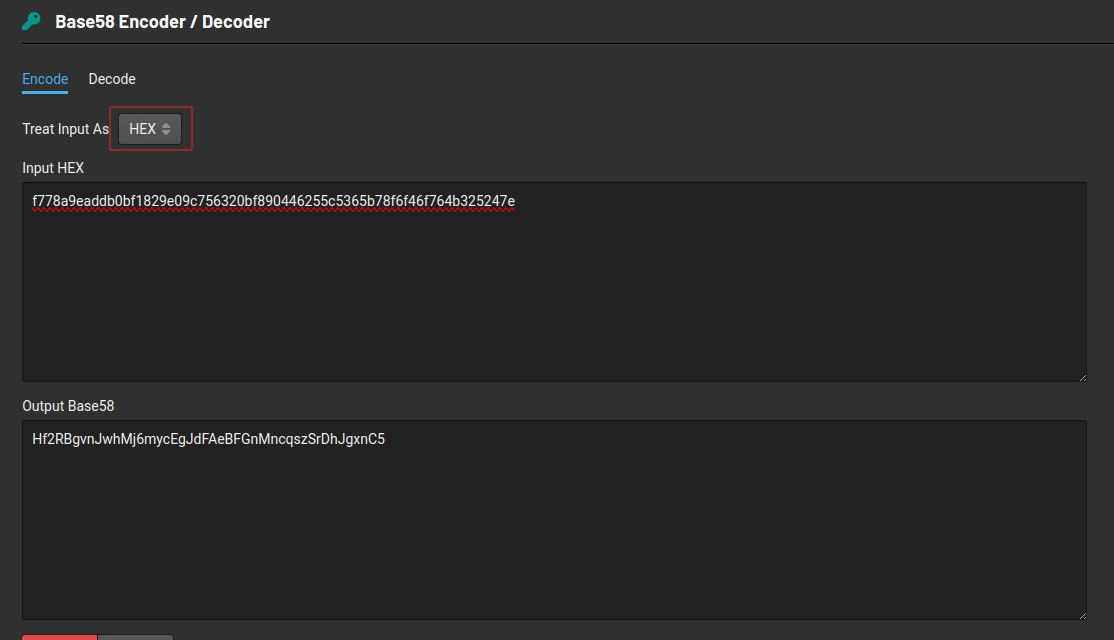 Base58 Encoder / Decoder
Encode Decode
Treat Input As HEX
Input HEX
f778a9eaddb0bf1829e09c756320bf890446255c5365b78f6f46f764b325247e
Output Base58
Hf2RBgvnJwhMj6mycEgJdFAeBFGnMncqszSrDhJgxnC5